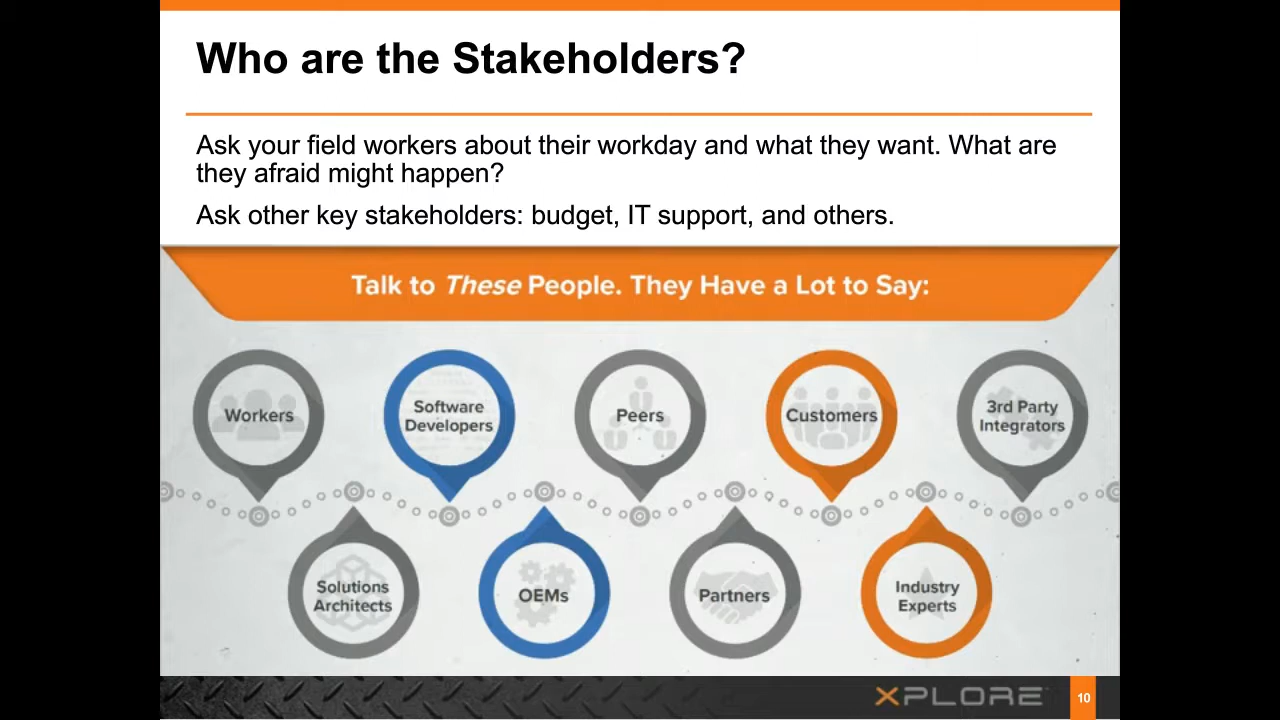 Who are the Stakeholders?
Ask your field workers about their workday and what they want. What are
they afraid might happen?
Ask other key stakeholders: budget, IT support, and others.
Talk to These People. They Have a Lot to Say:
Workers
Software
Developers
Peers
Customers
3rd Party
Integrators
Solutions
Architects
OEMs
Partners
Industry
Experts
XPLORE
10